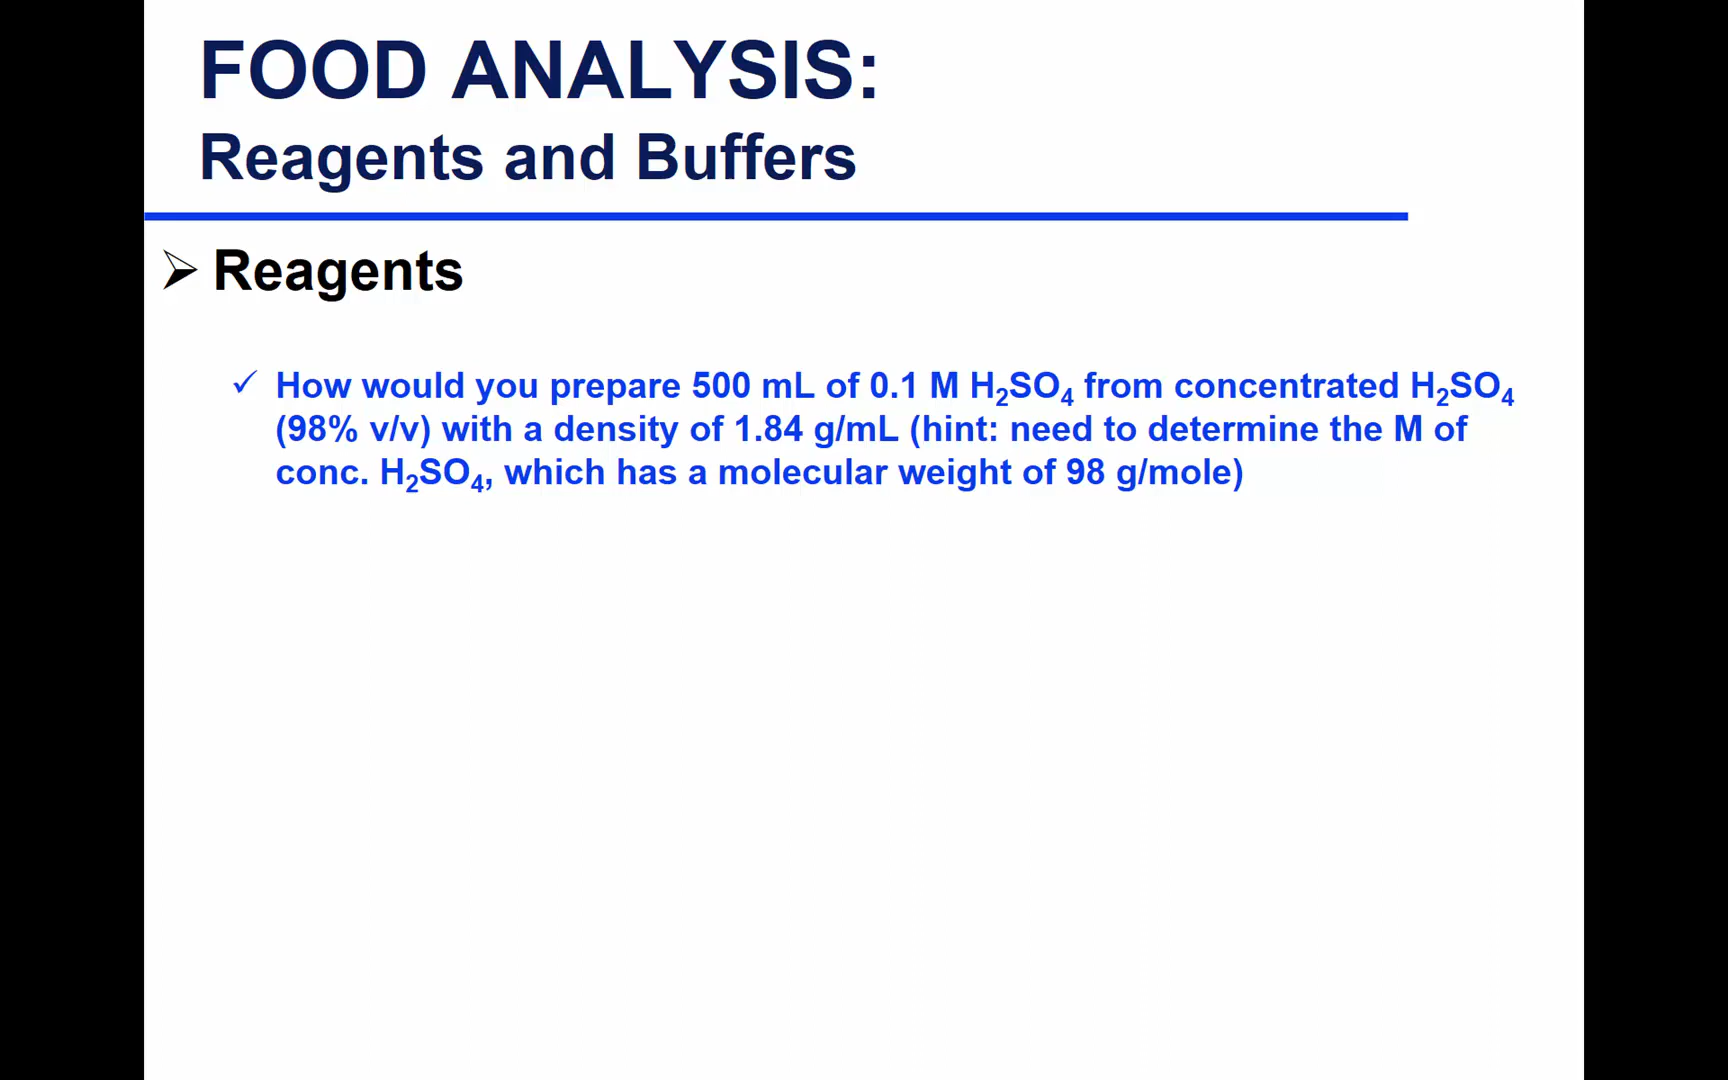 FOOD ANALYSIS:
Reagents and Buffers
➢ Reagents
✓ How would you prepare 500 mL of 0.1 M H₂SO₄ from concentrated H₂SO₄
(98% v/v) with a density of 1.84 g/mL (hint: need to determine the M of
conc. H₂SO₄, which has a molecular weight of 98 g/mole)